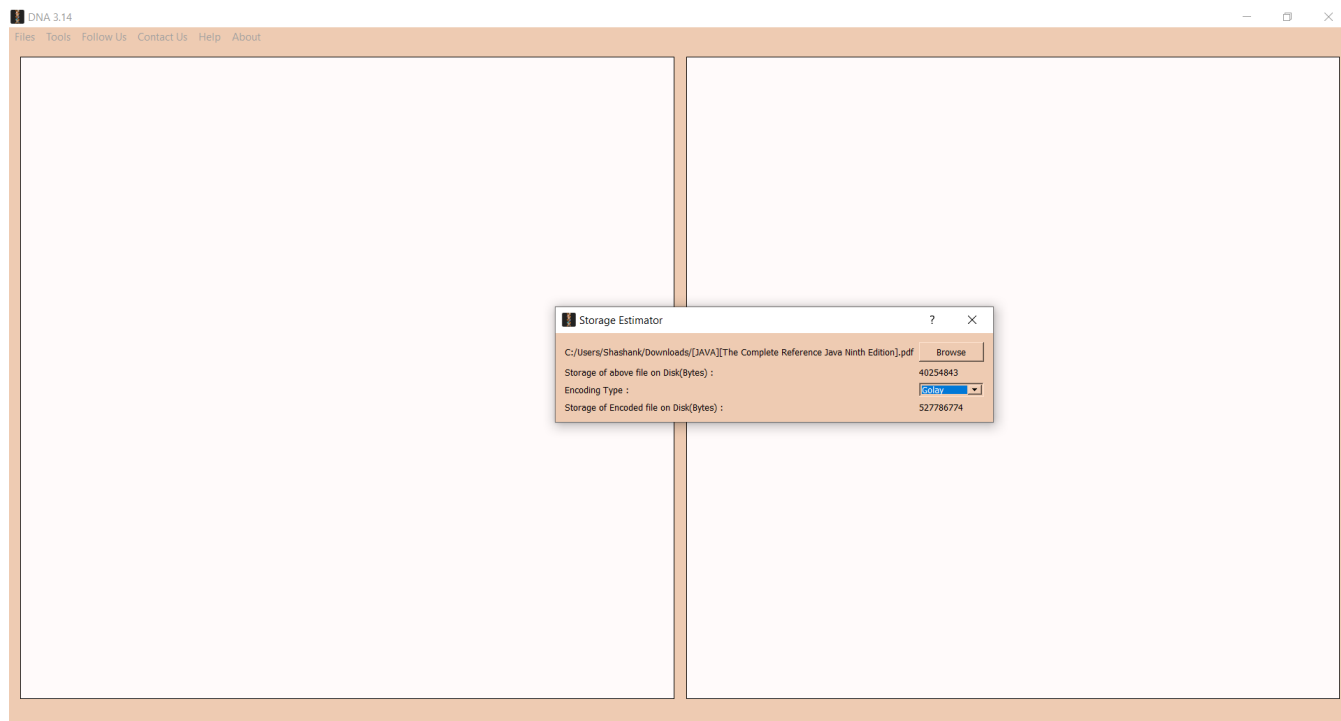 DNA 3.14
Files Tools Follow Us Contact Us Help About
Storage Estimator ?
C:/Users/Shashank/Downloads/[JAVA][The Complete Reference Java Ninth Edition].pdf Browse
Storage of above file on Disk(Bytes) : 40254843
Encoding Type : Golay
Storage of Encoded file on Disk(Bytes) : 527786774